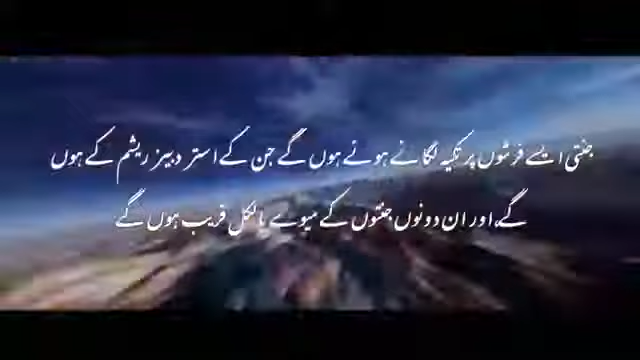 جنتی ایسے فرشوں پر تکیہ لگائے ہوئے ہوں گے جن کے استر دبیز ریشم کے ہوں
گے، اور ان دونوں جنتوں کے میوے بالکل قریب ہوں گے